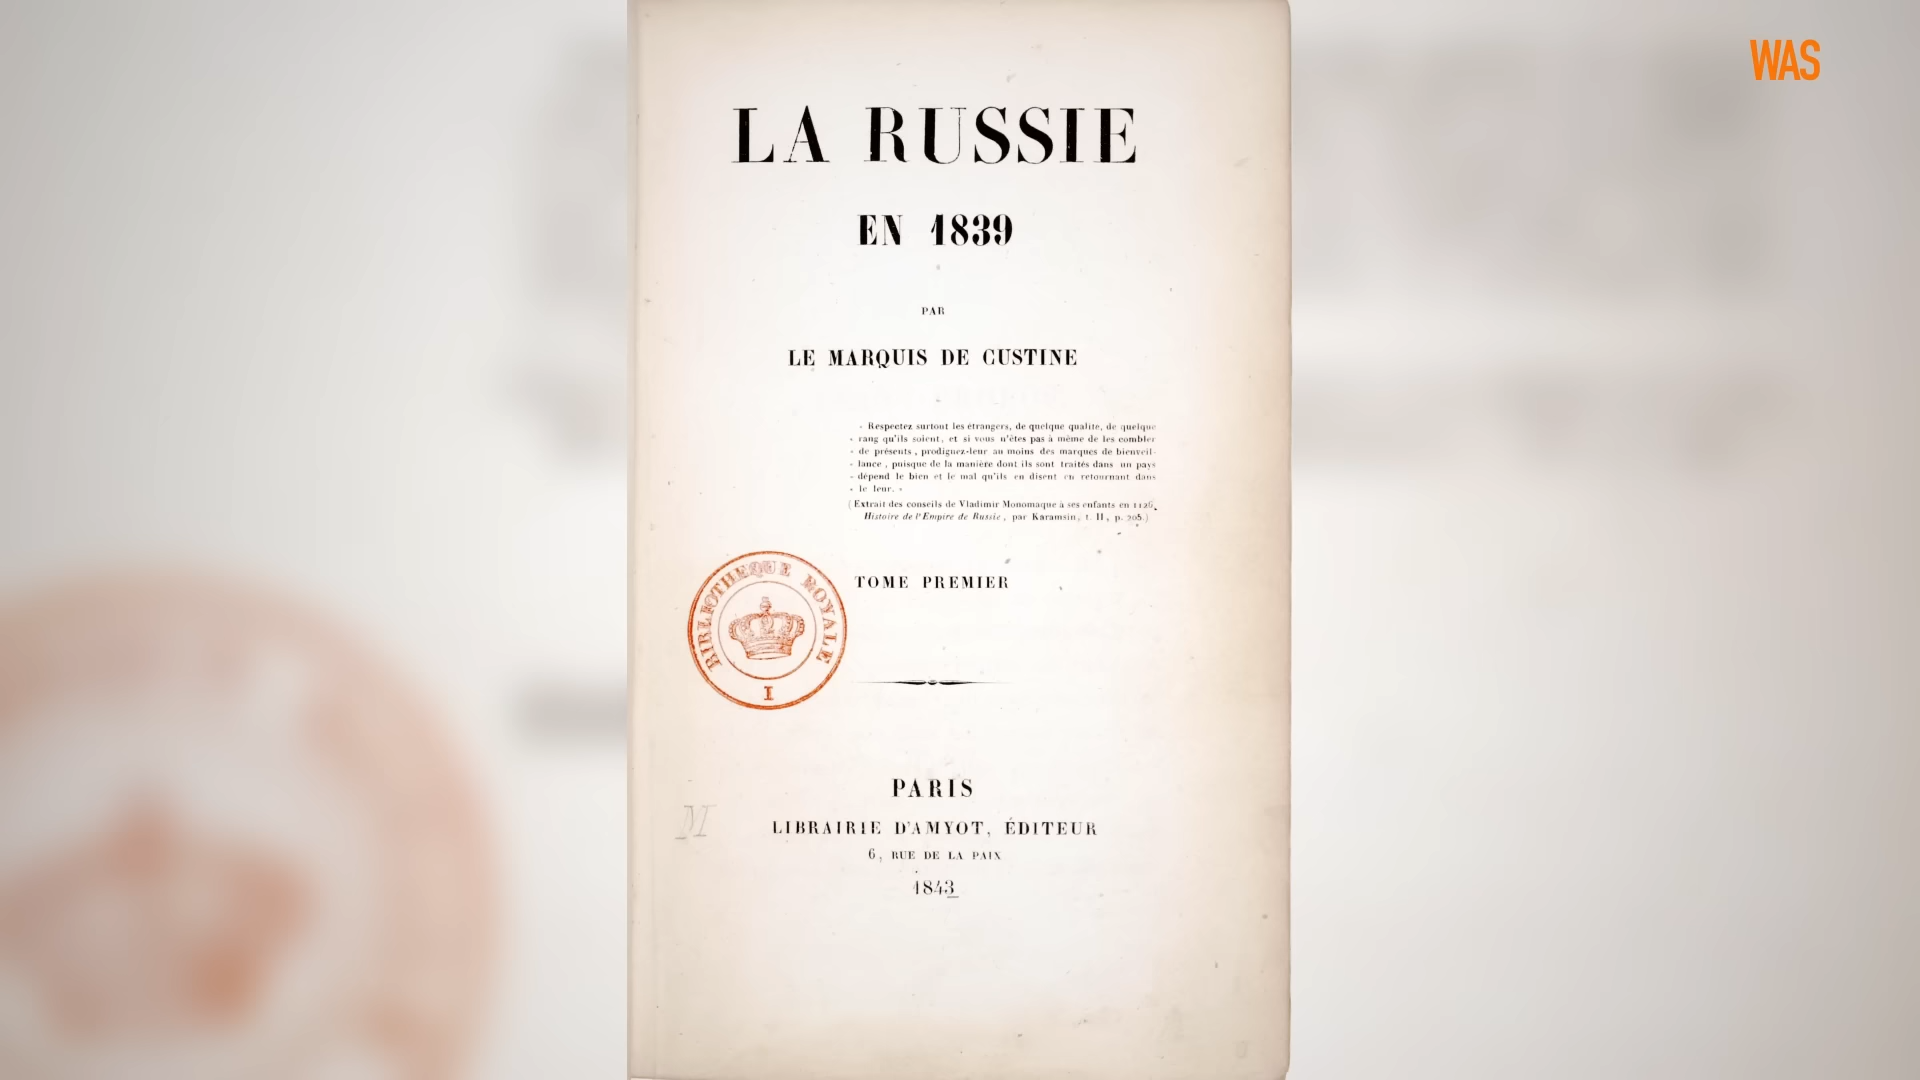 WAS
LA RUSSIE
EN 1839
PAR
LE MARQUIS DE CUSTINE
« Respectez surtout les étrangers, de quelque qualité, de quelque
« rang qu'ils soient, et si vous n'êtes pas à même de les combler
« de présents, prodiguez-leur au moins des marques de bienveil-
« lance, puisque de la manière dont ils sont traités dans un pays
« dépend le bien et le mal qu'ils en disent en retournant dans
« le leur. »
(Extrait des conseils de Vladimir Monomaque à ses enfants en 1126.
Histoire de l'Empire de Russie, par Karamsin, t. II, p. 205.)
BIBLIOTHEQUE ROYALE
I
TOME PREMIER
PARIS
M
LIBRAIRIE D'AMYOT, ÉDITEUR
6, RUE DE LA PAIX
1843